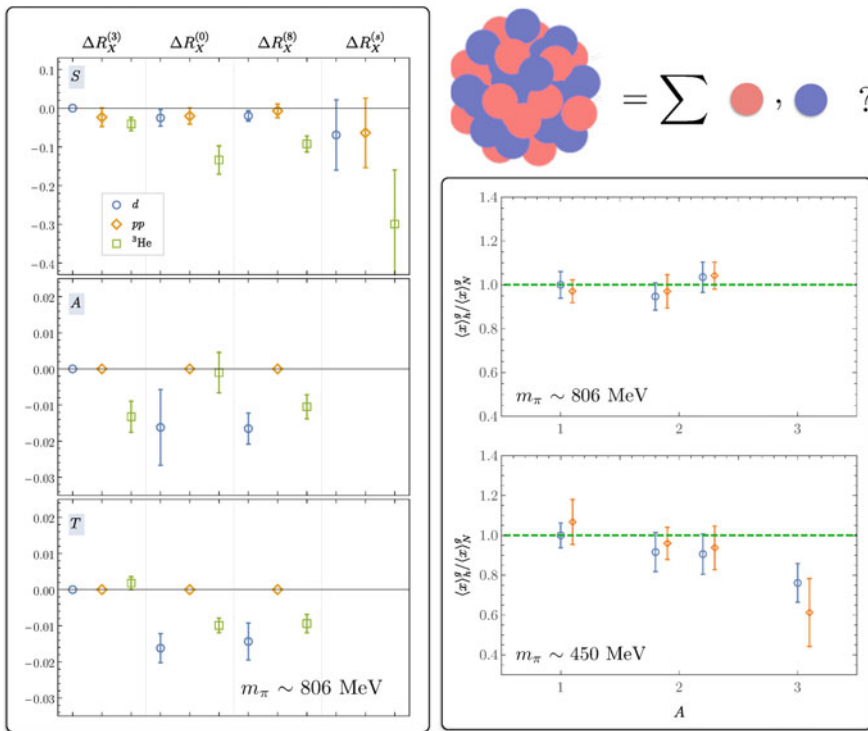 ΔR_X^(3) ΔR_X^(0) ΔR_X^(8) ΔR_X^(s)
S
0.1
0.0
−0.1
−0.2
−0.3
−0.4
d
pp
³He
A
0.02
0.01
0.00
−0.01
−0.02
−0.03
T
0.02
0.01
0.00
−0.01
−0.02
−0.03
m_π ∼ 806 MeV
= ∑ , ?
1.4
1.2
1.0
0.8
0.6
0.4
⟨x⟩_h^g/⟨x⟩_N^g
m_π ∼ 806 MeV
1 2 3
1.4
1.2
1.0
0.8
0.6
0.4
⟨x⟩_h^g/⟨x⟩_N^g
m_π ∼ 450 MeV
1 2 3
A